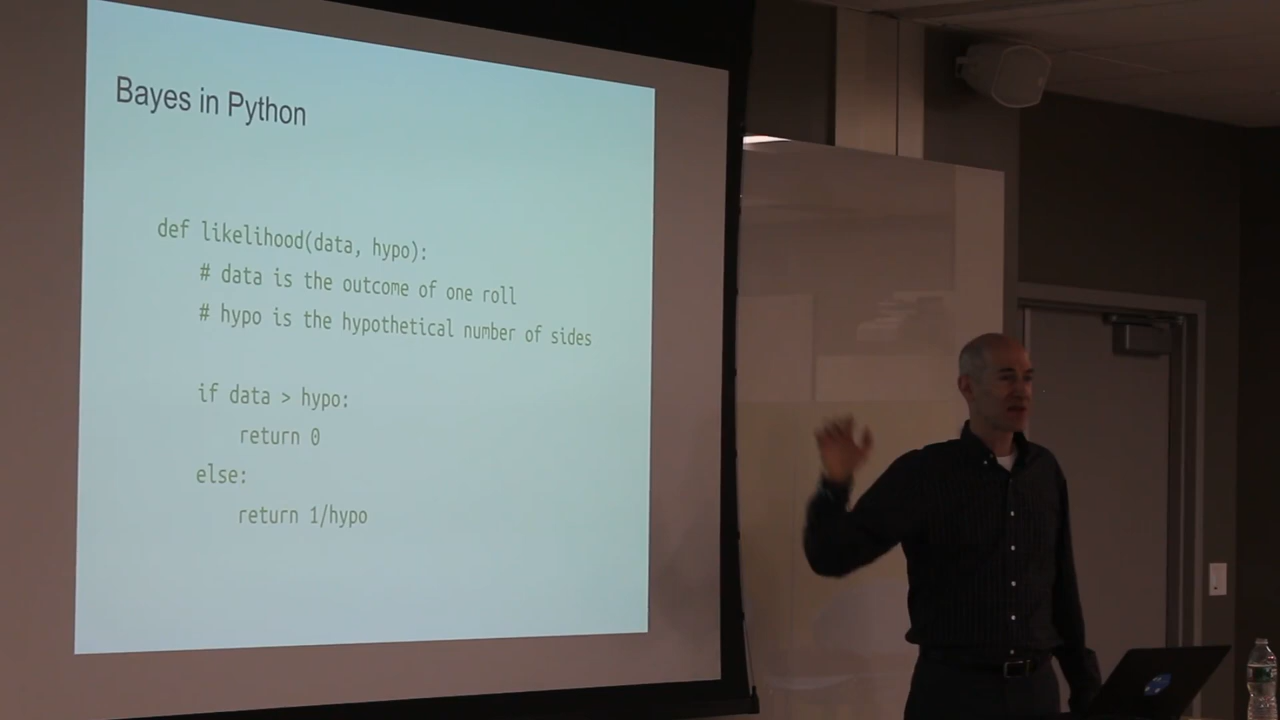 Bayes in Python
def likelihood(data, hypo):
# data is the outcome of one roll
# hypo is the hypothetical number of sides
if data > hypo:
return 0
else:
return 1/hypo